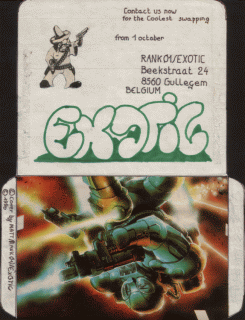 Contact us now
for the Coolest swapping
from 1 october
RANKO1/EXOTIC
Beekstraat 24
8560 Gullegem
BELGIUM
EXOTIC